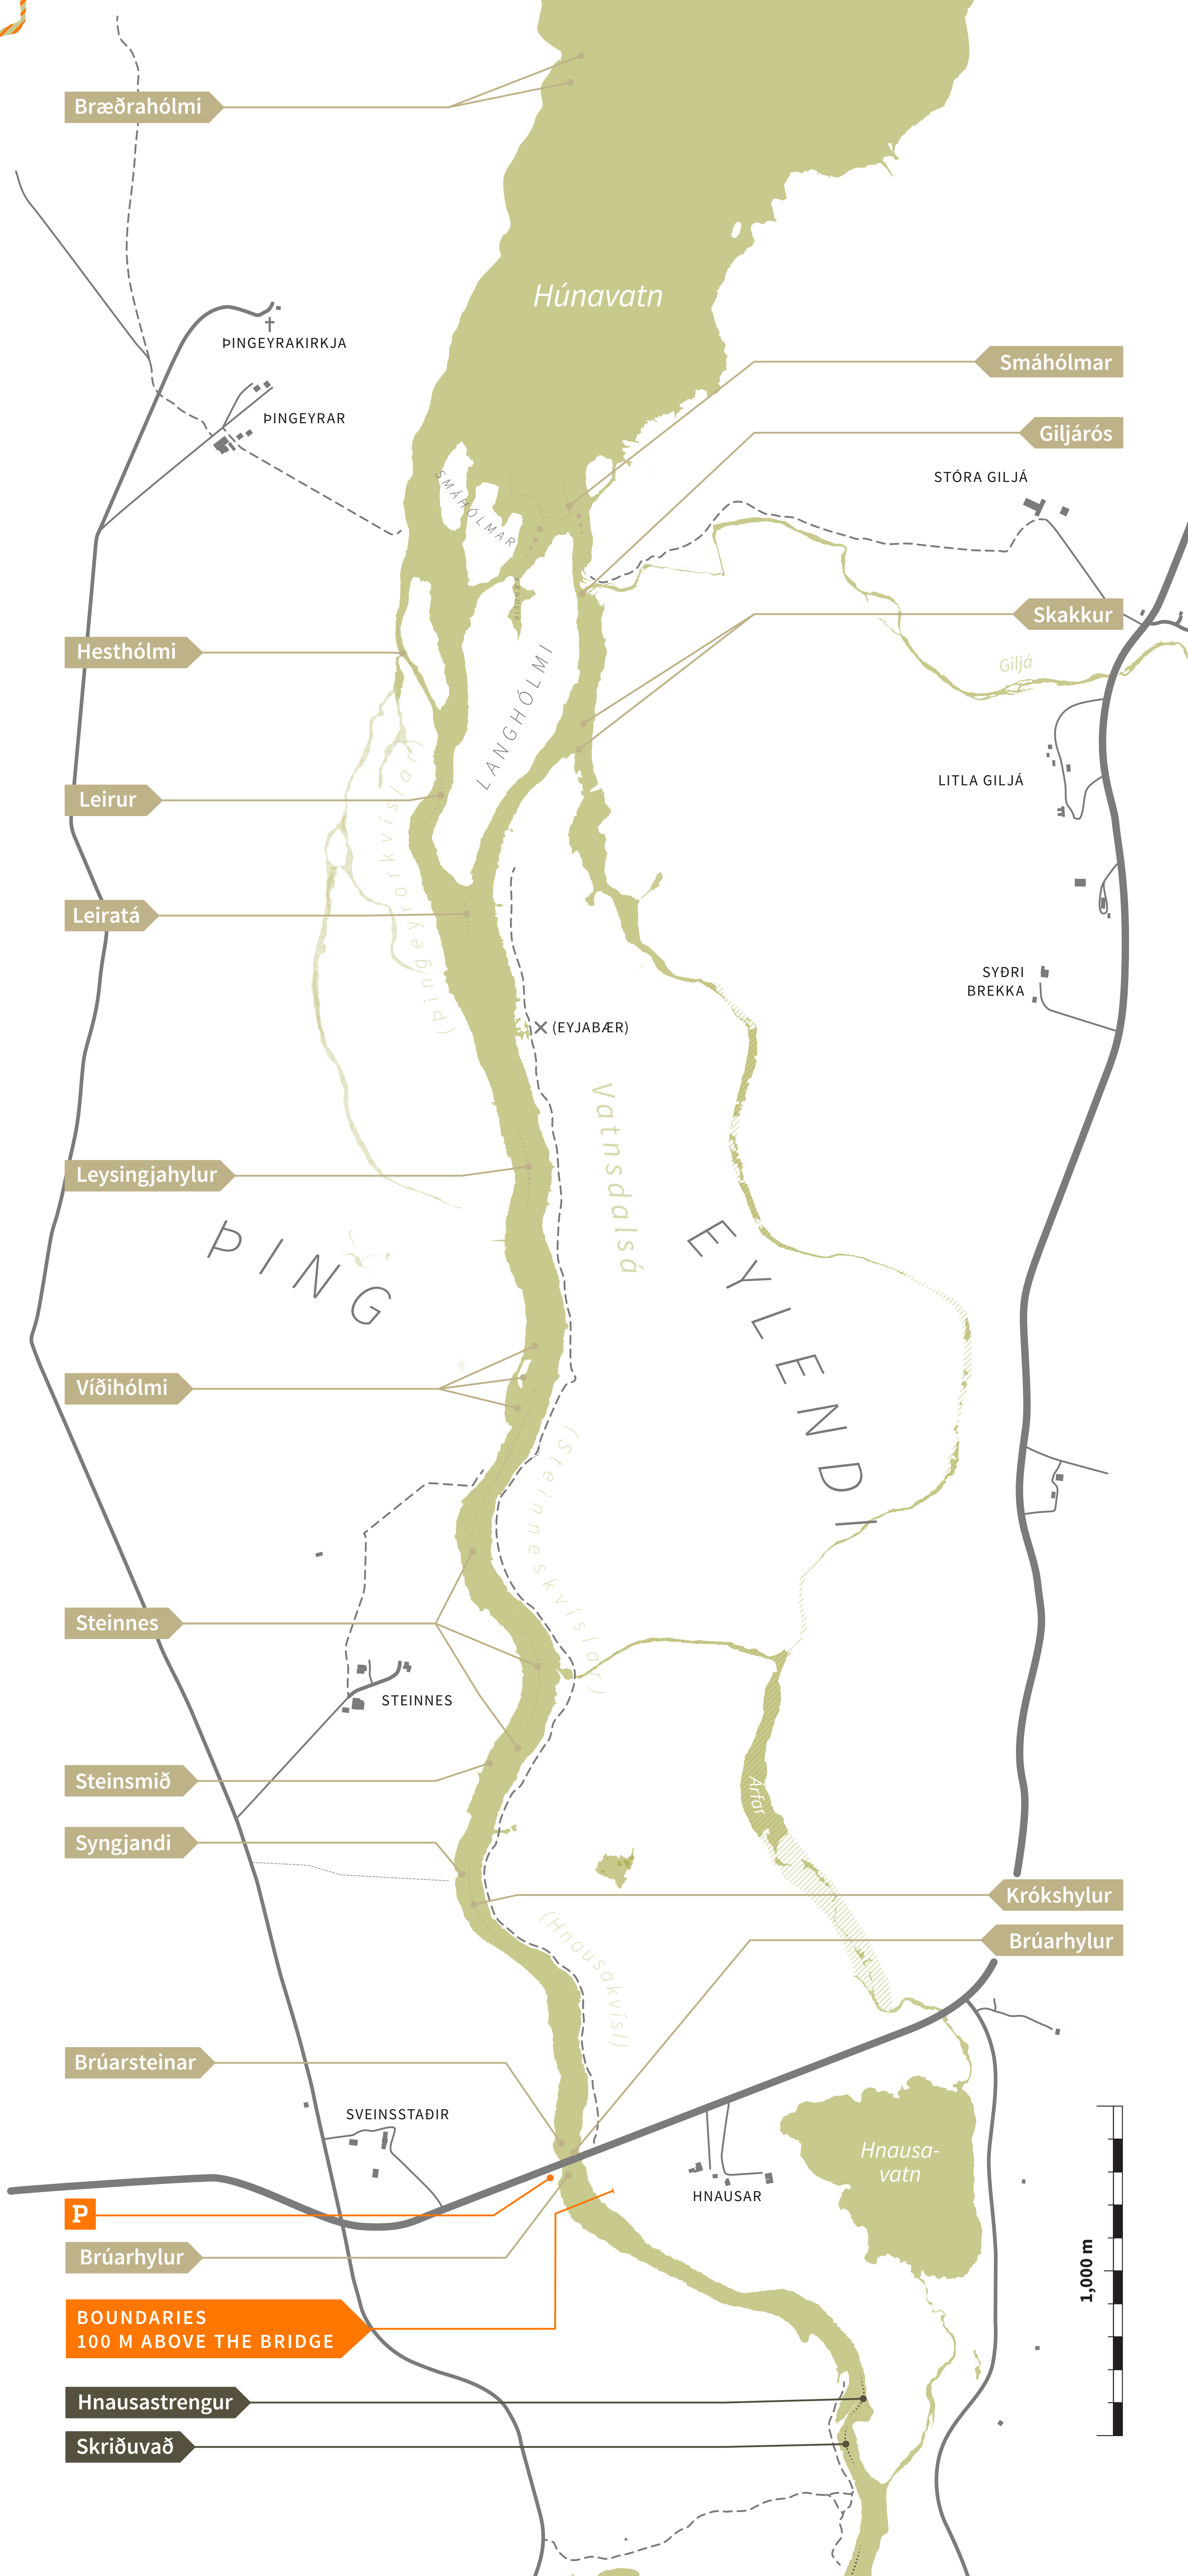 Bræðrahólmi
Húnavatn
ÞINGEYRAKIRKJA
Smáhólmar
ÞINGEYRAR
Giljárós
STÓRA GILJÁ
SMÁHÓLMAR
Skakkur
Hesthólmi
Giljá
LANGHÓLMI
LITLA GILJÁ
Leirur
(Þingeyrarkvíslar)
Leiratá
SYÐRI
BREKKA
(EYJABÆR)
Vatnsdalsá
Leysingjahylur
ÞING
EYLENDI
Víðihólmi
(Steinneskvíslar)
Steinnes
STEINNES
Steinsmið
Árfar
Syngjandi
Krókshylur
(Hnausakvísl)
Brúarhylur
Brúarsteinar
SVEINSSTAÐIR
Hnausa-
vatn
HNAUSAR
P
Brúarhylur
1,000 m
BOUNDARIES
100 M ABOVE THE BRIDGE
Hnausastrengur
Skriðuvað